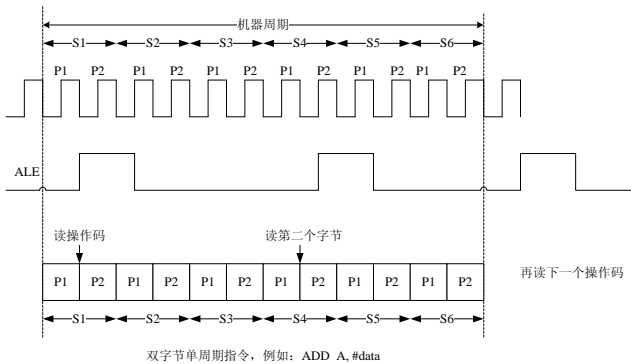 机器周期
S1 S2 S3 S4 S5 S6
P1 P2 P1 P2 P1 P2 P1 P2 P1 P2 P1 P2
ALE
读操作码 读第二个字节
P1 P2 P1 P2 P1 P2 P1 P2 P1 P2 P1 P2 再读下一个操作码
S1 S2 S3 S4 S5 S6
双字节单周期指令，例如：ADD A, #data